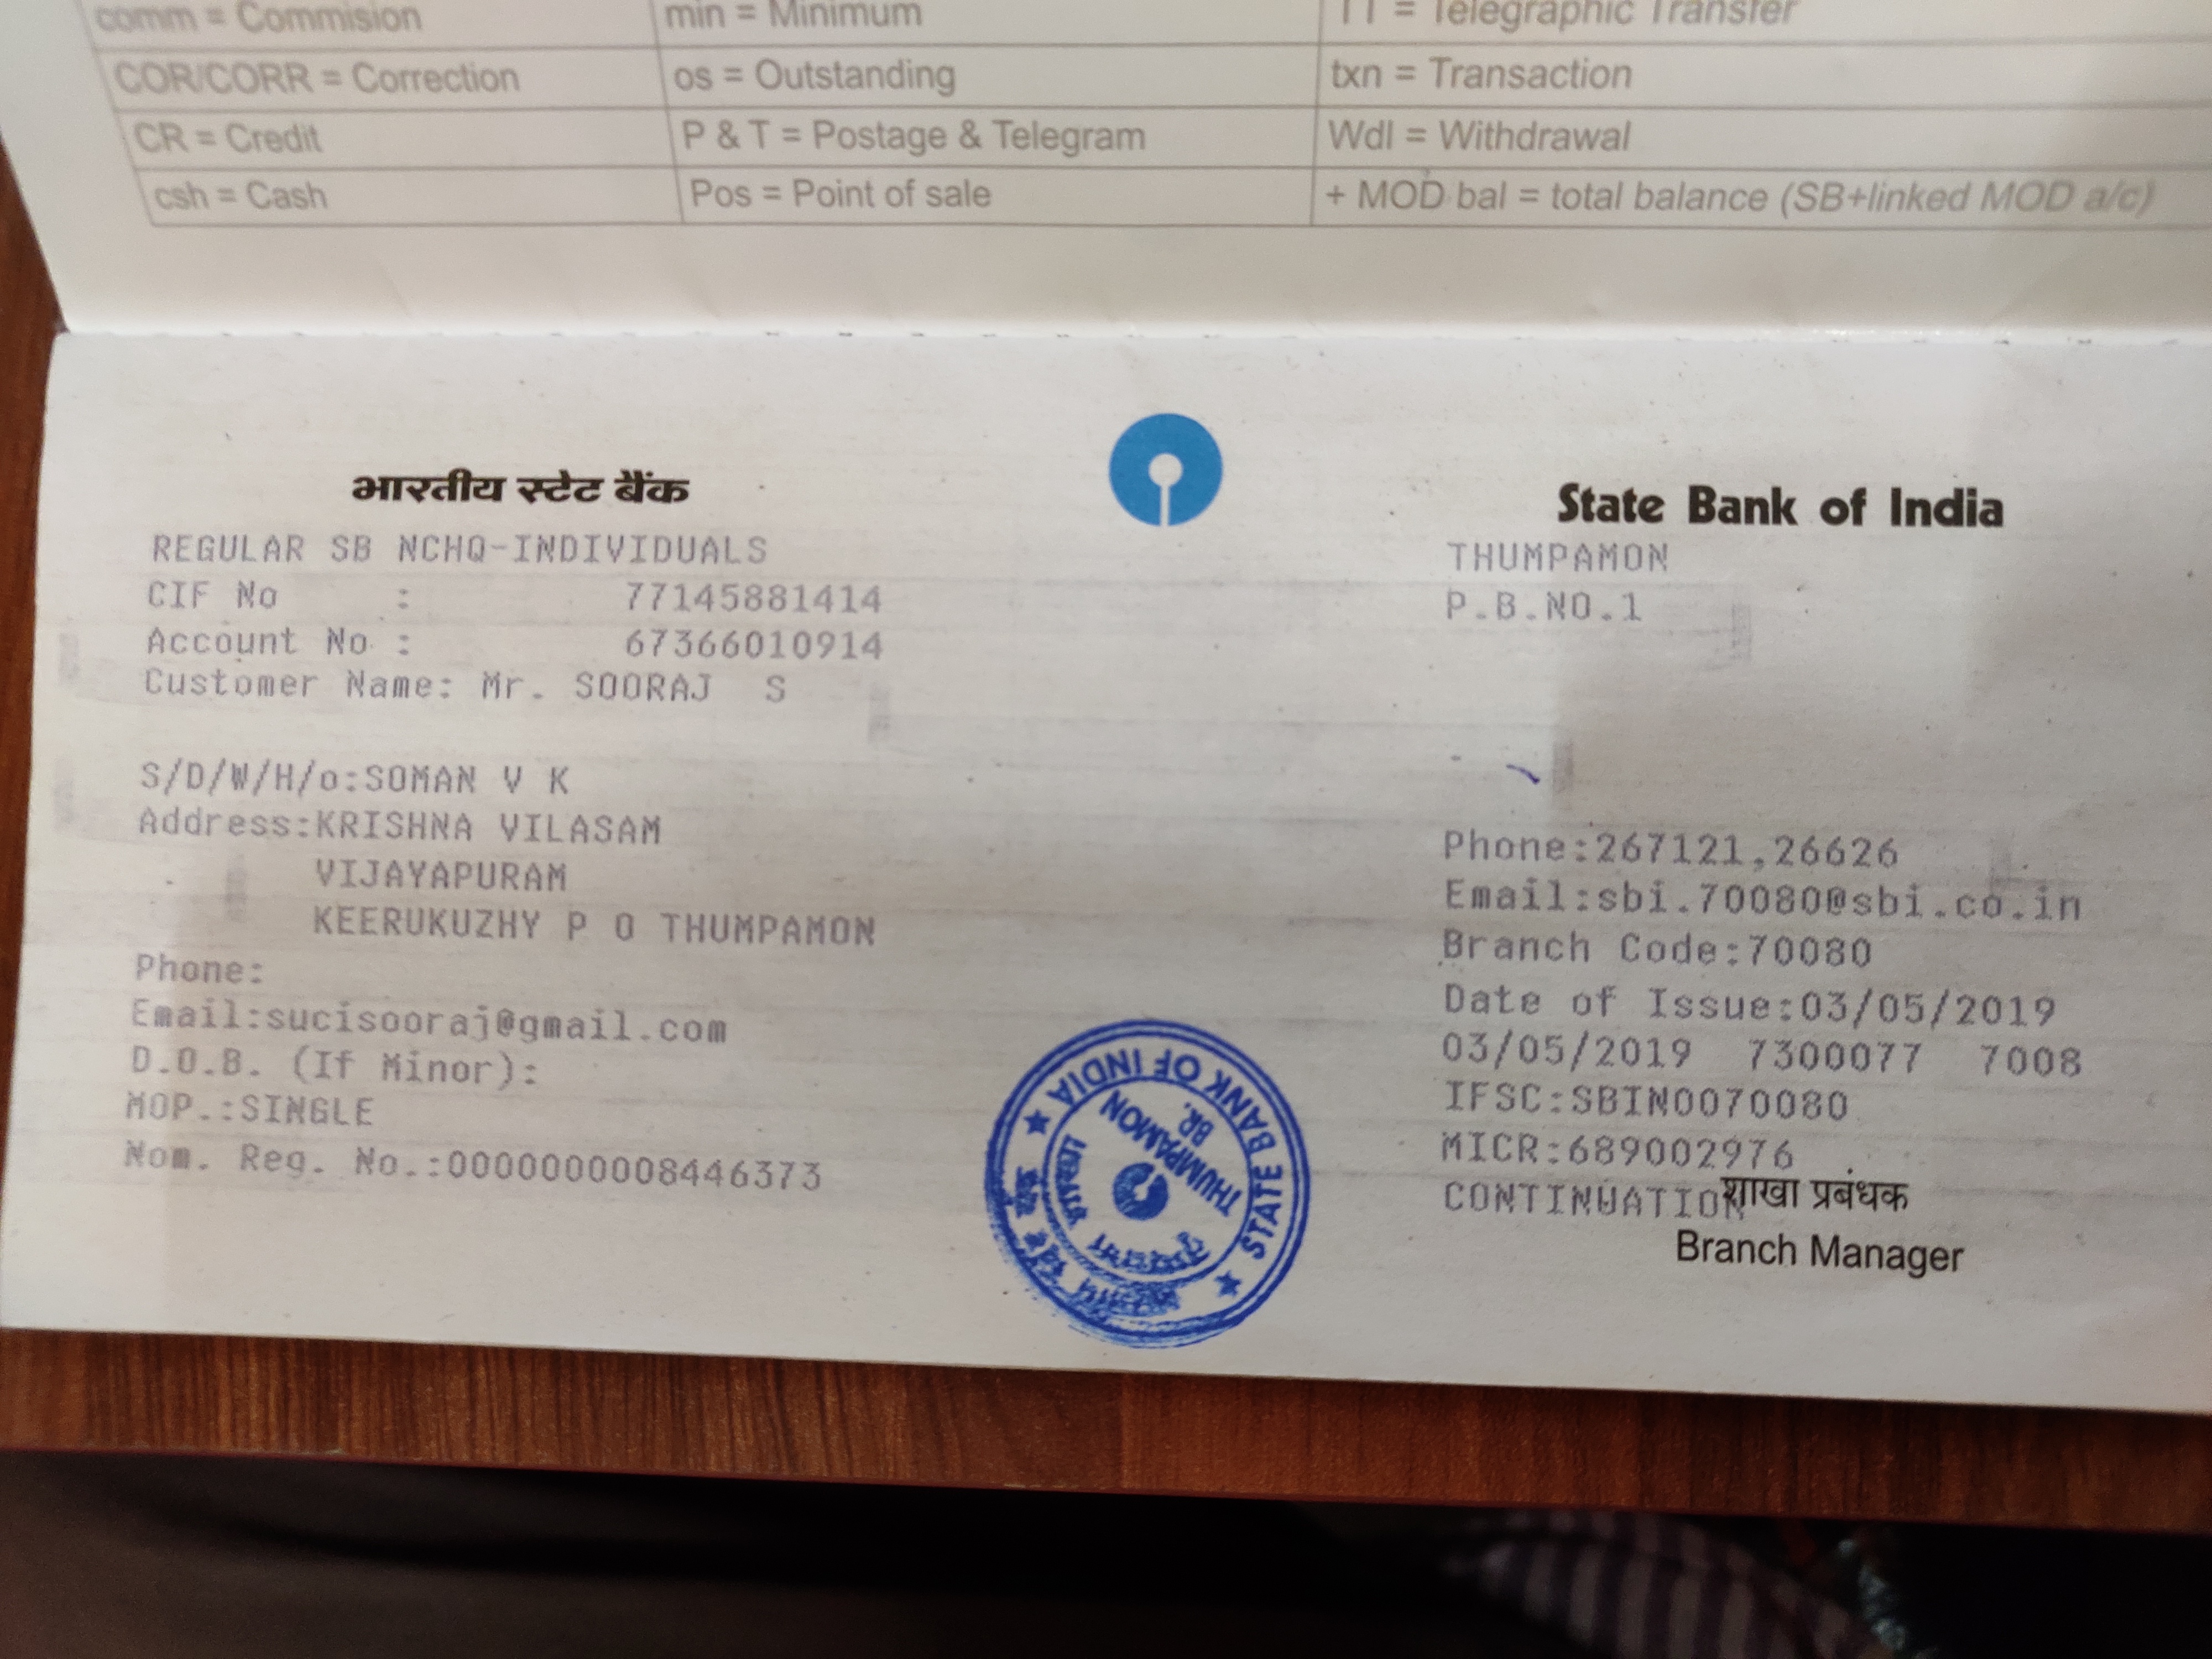 comm = Commision
min = Minimum
TT = Telegraphic Transfer
COR/CORR = Correction
os = Outstanding
txn = Transaction
CR = Credit
P & T = Postage & Telegram
Wdl = Withdrawal
csh = Cash
Pos = Point of sale
+ MOD bal = total balance (SB+linked MOD a/c)
भारतीय स्टेट बैंक
REGULAR SB NCHQ-INDIVIDUALS
CIF No : 77145881414
Account No : 67366010914
Customer Name: Mr. SOORAJ S
S/D/W/H/o:SOMAN V K
Address:KRISHNA VILASAM
VIJAYAPURAM
KEERUKUZHY P O THUMPAMON
Phone:
Email:sucisooraj@gmail.com
D.O.B. (If Minor):
MOP.:SINGLE
Nom. Reg. No.:0000000008446373
State Bank of India
THUMPAMON
P.B.NO.1
Phone:267121,26626
Email:sbi.70080@sbi.co.in
Branch Code:70080
Date of Issue:03/05/2019
03/05/2019 7300077 7008
IFSC:SBIN0070080
MICR:689002976
CONTINUATION
शाखा प्रबंधक
Branch Manager
STATE BANK OF INDIA
THUMPAMON
BR.
शाखा